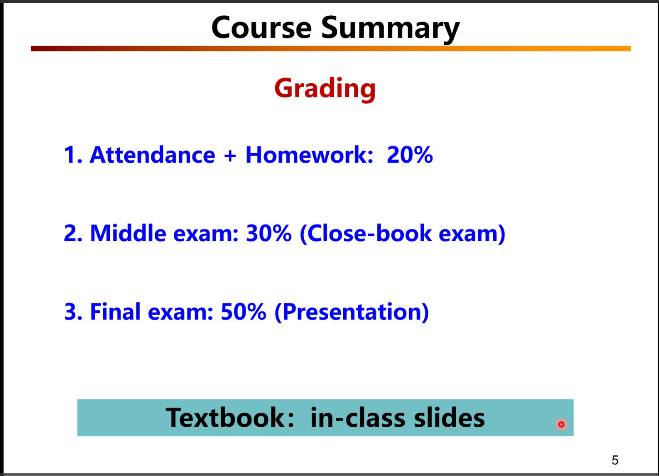 Course Summary
Grading
1. Attendance + Homework:  20%
2. Middle exam: 30% (Close-book exam)
3. Final exam: 50% (Presentation)
Textbook：in-class slides
5